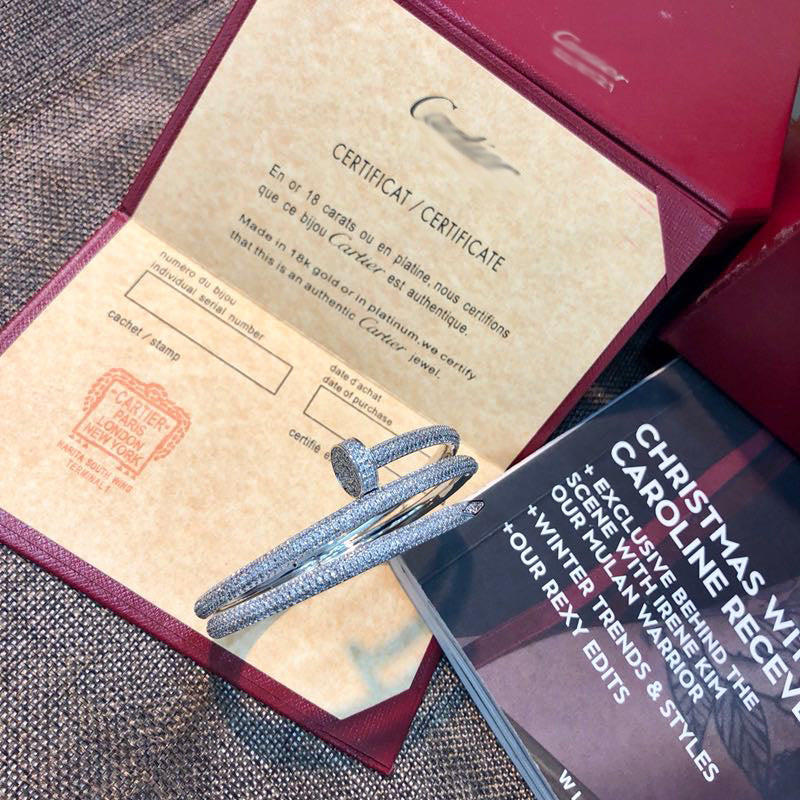 Cartier
CERTIFICAT / CERTIFICATE
En or 18 carats ou en platine, nous certifions
que ce bijou Cartier est authentique.
Made in 18k gold or in platinum, we certify
that this is an authentic Cartier jewel.
numéro du bijou
individual serial number
cachet / stamp
date d'achat
date of purchase
certifié
-CARTIER-
PARIS
LONDON
NEW YORK
NARITA SOUTH WING
TERMINAL 1
CHRISTMAS WITH
CAROLINE RECEVE
+ EXCLUSIVE BEHIND THE
SCENE WITH IRENE KIM
OUR MULAN WARRIOR
+WINTER TRENDS & STYLES
+OUR REXY EDITS